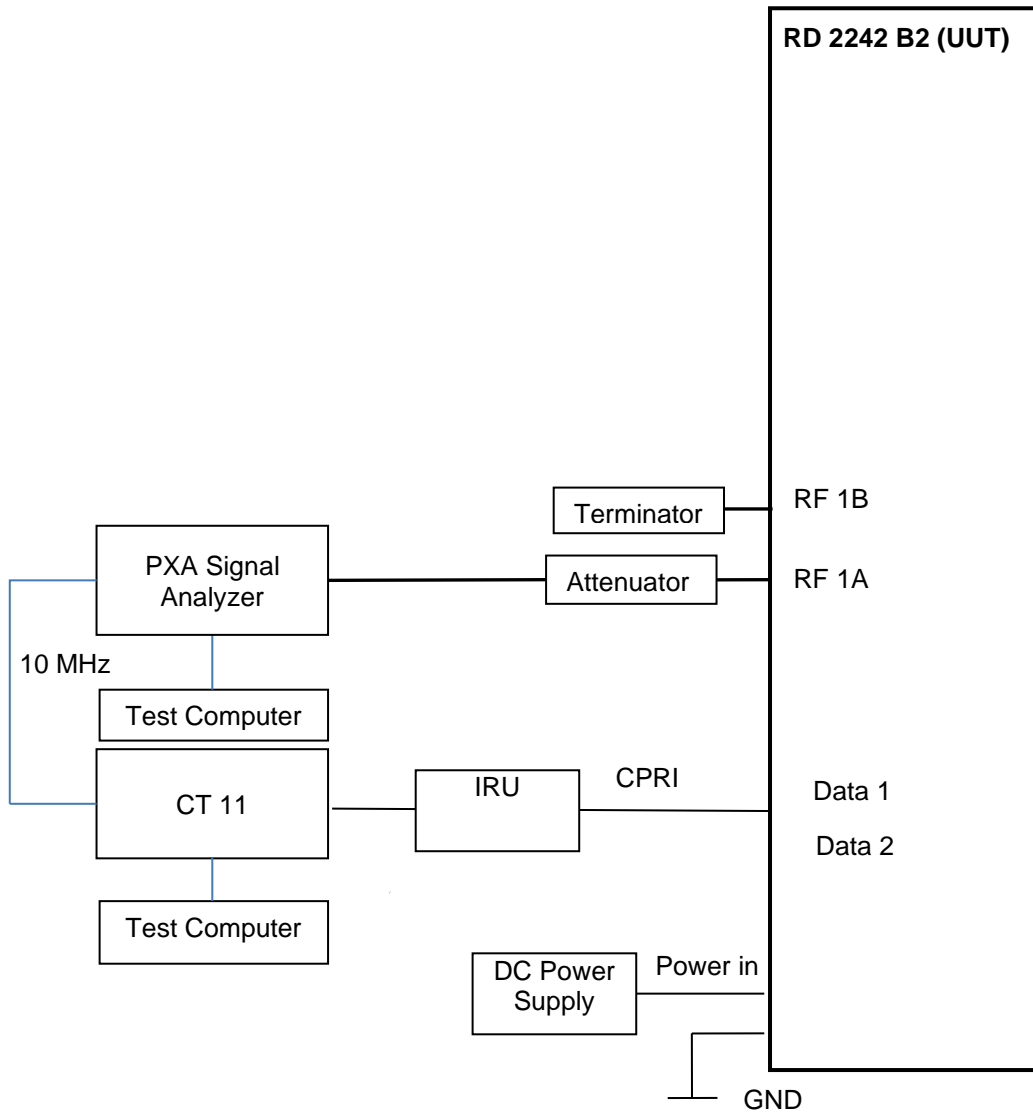 RD 2242 B2 (UUT)
Terminator
RF 1B
PXA Signal
Analyzer
Attenuator
RF 1A
10 MHz
Test Computer
CT 11
IRU
CPRI
Data 1
Data 2
Test Computer
DC Power
Supply
Power in
GND